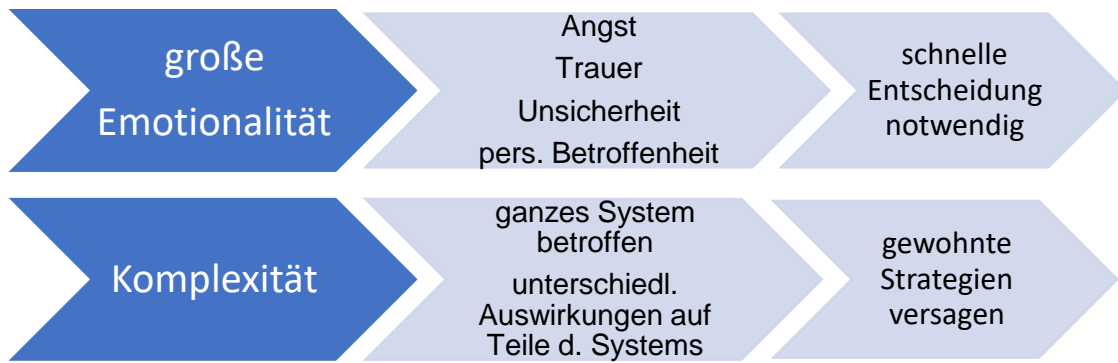 große
Emotionalität
Angst
Trauer
Unsicherheit
pers. Betroffenheit
schnelle
Entscheidung
notwendig
Komplexität
ganzes System
betroffen
unterschiedl.
Auswirkungen auf
Teile d. Systems
gewohnte
Strategien
versagen